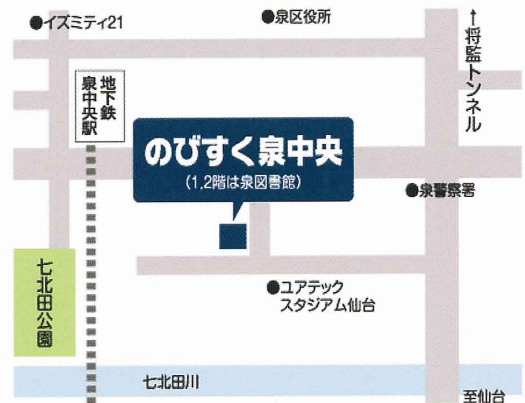 ●イズミティ21
●泉区役所
↑将監トンネル
地下鉄
泉中央駅
のびすく泉中央
(1,2階は泉図書館)
●泉警察署
七北田公園
●ユアテック
スタジアム仙台
七北田川
至仙台